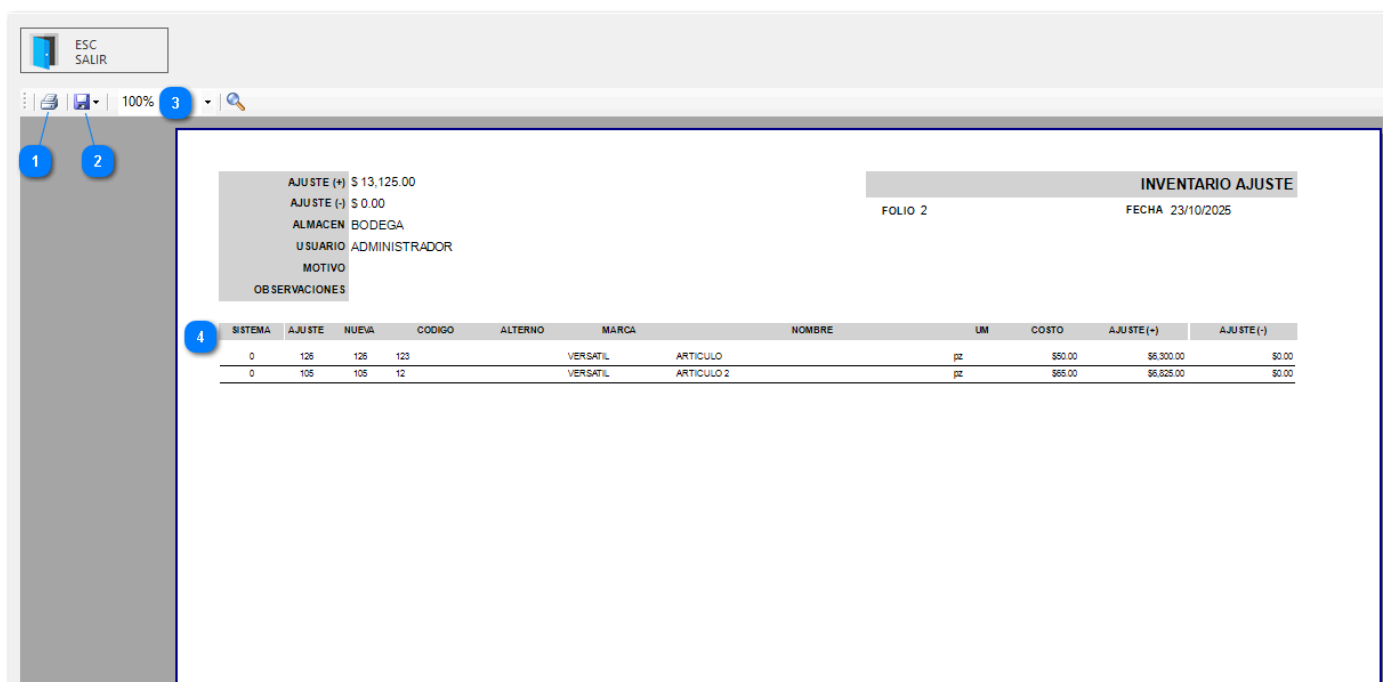 ESC
SALIR
100% 3
1 2
AJUSTE (+) $ 13,125.00
INVENTARIO AJUSTE
AJUSTE (-) $ 0.00
FOLIO 2 FECHA 23/10/2025
ALMACEN BODEGA
USUARIO ADMINISTRADOR
MOTIVO
OBSERVACIONES
4
SISTEMA AJUSTE NUEVA CODIGO ALTERNO MARCA NOMBRE UM COSTO AJUSTE(+) AJUSTE(-)
0 126 126 123 VERSATIL ARTICULO pz $50.00 $6,300.00 $0.00
0 105 105 12 VERSATIL ARTICULO 2 pz $65.00 $6,825.00 $0.00